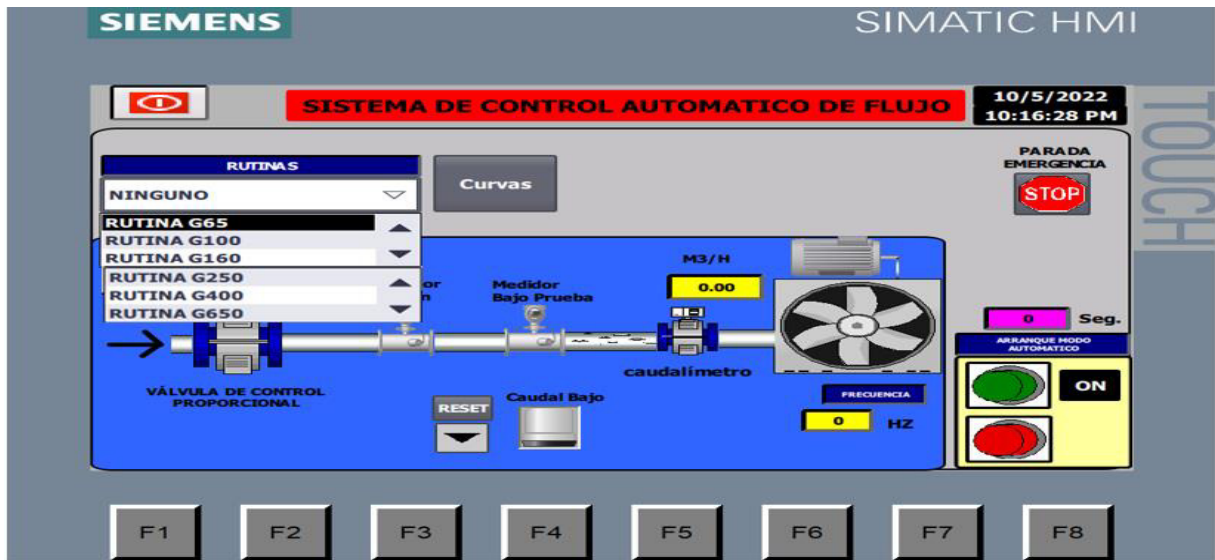 SIEMENS
SIMATIC HMI
TOUCH
SISTEMA DE CONTROL AUTOMATICO DE FLUJO
10/5/2022
10:16:28 PM
RUTINAS
NINGUNO
Curvas
PARADA
EMERGENCIA
STOP
RUTINA G65
RUTINA G100
RUTINA G160
RUTINA G250
RUTINA G400
RUTINA G650
or
n
Medidor
Bajo Prueba
M3/H
0.00
0 Seg.
ARRANQUE MODO
AUTOMATICO
ON
caudalímetro
VÁLVULA DE CONTROL
PROPORCIONAL
RESET
Caudal Bajo
FRECUENCIA
0 HZ
F1 F2 F3 F4 F5 F6 F7 F8